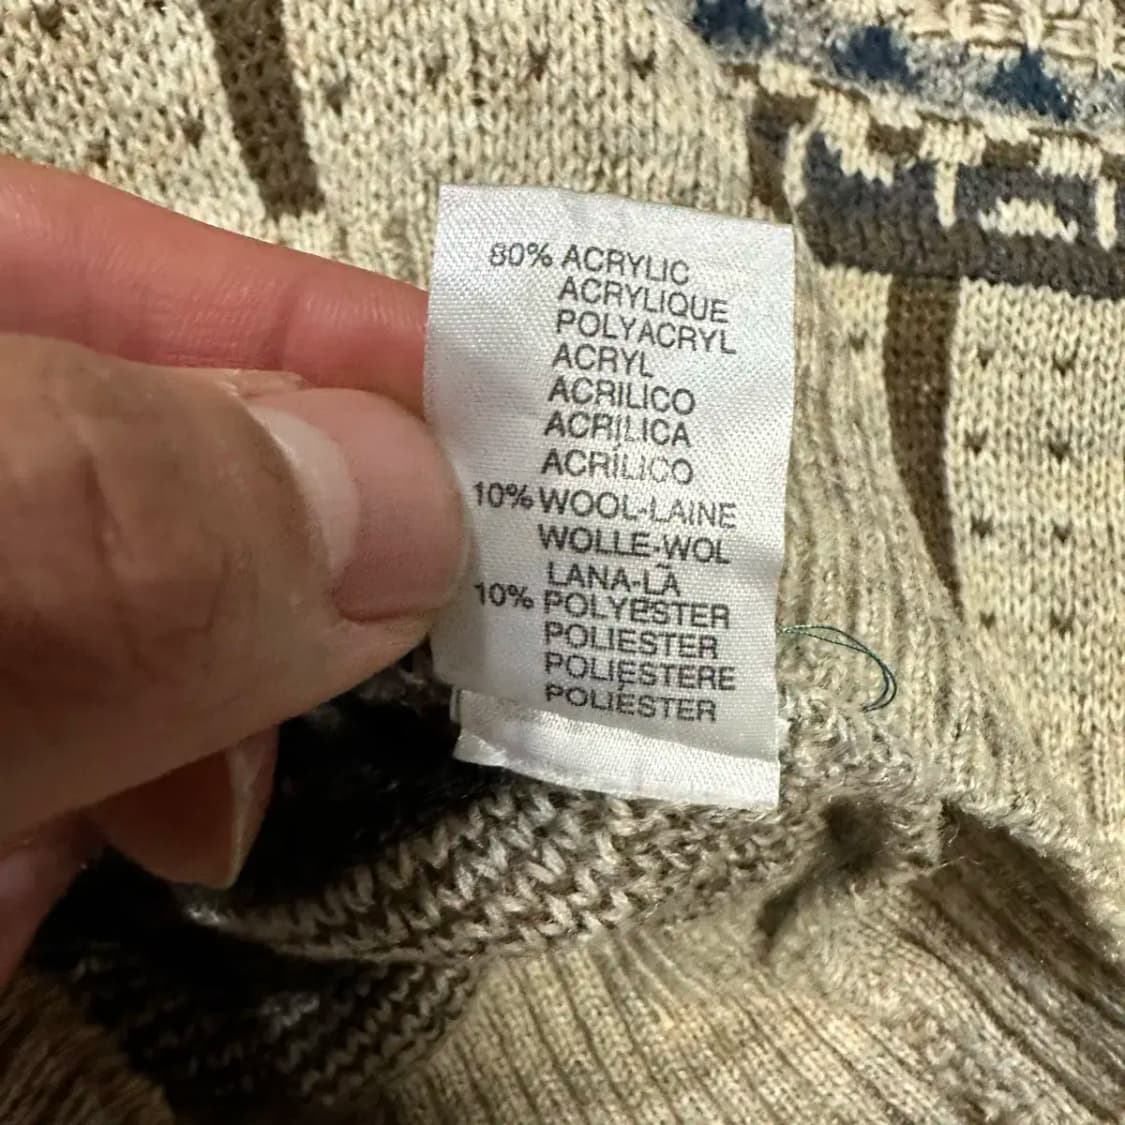 80% ACRYLIC
ACRYLIQUE
POLYACRYL
ACRYL
ACRILICO
ACRILICA
ACRÍLICO
10% WOOL-LAINE
WOLLE-WOL
LANA-LÃ
10% POLYESTER
POLIESTER
POLIESTERE
POLIÉSTER